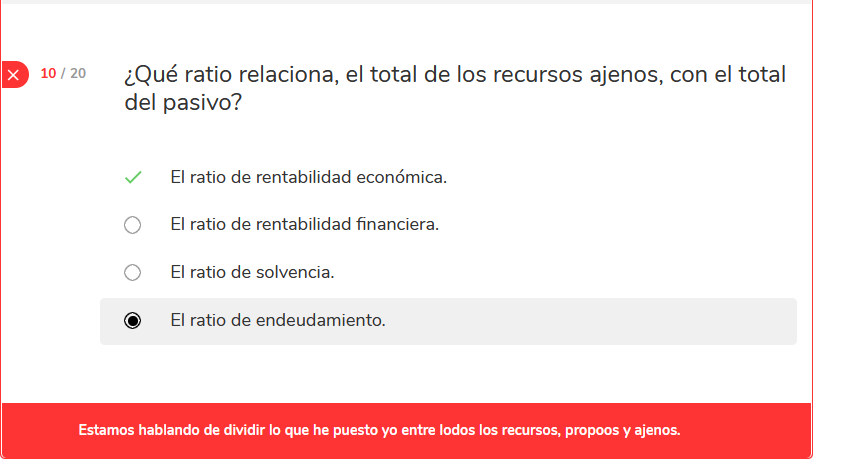 10 / 20
¿Qué ratio relaciona, el total de los recursos ajenos, con el total
del pasivo?
El ratio de rentabilidad económica.
El ratio de rentabilidad financiera.
El ratio de solvencia.
El ratio de endeudamiento.
Estamos hablando de dividir lo que he puesto yo entre lodos los recursos, propoos y ajenos.